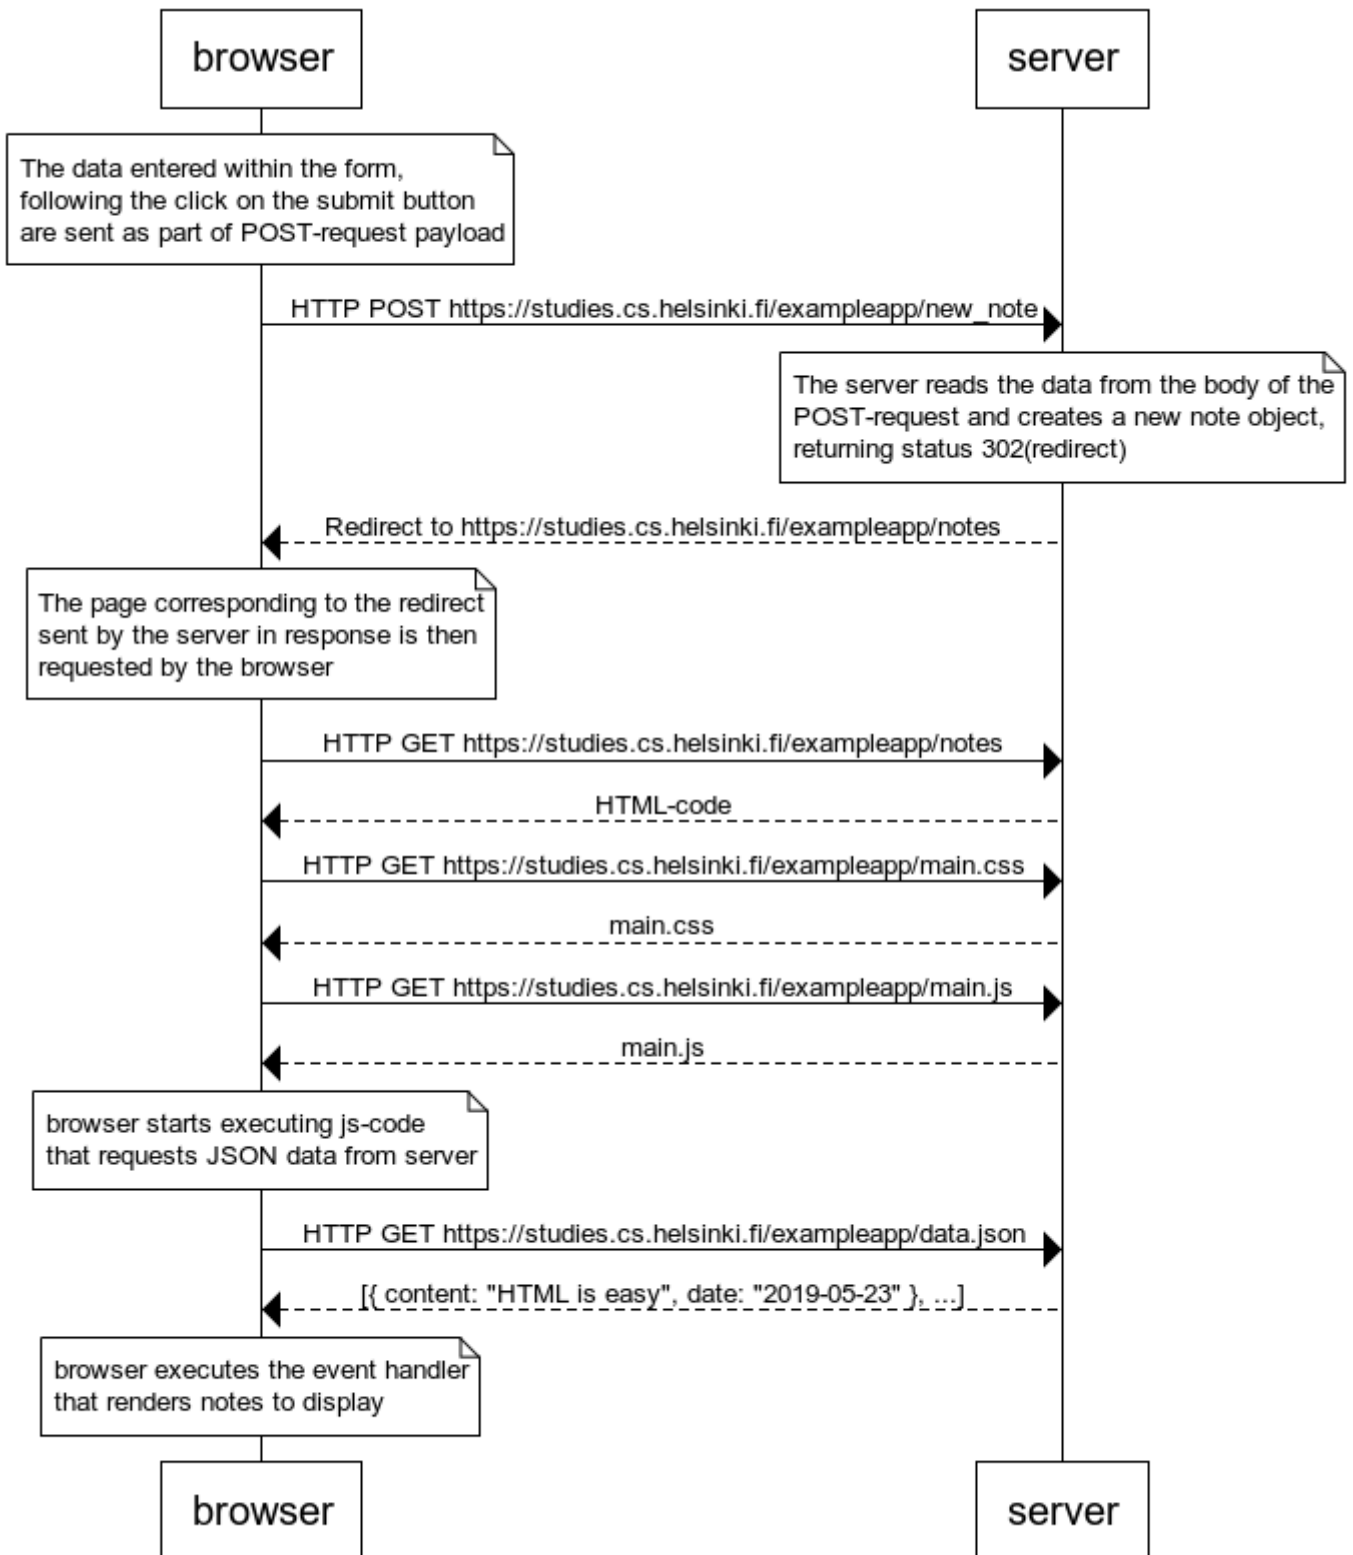 browser
server
The data entered within the form,
following the click on the submit button
are sent as part of POST-request payload
HTTP POST https://studies.cs.helsinki.fi/exampleapp/new_note
The server reads the data from the body of the
POST-request and creates a new note object,
returning status 302(redirect)
Redirect to https://studies.cs.helsinki.fi/exampleapp/notes
The page corresponding to the redirect
sent by the server in response is then
requested by the browser
HTTP GET https://studies.cs.helsinki.fi/exampleapp/notes
HTML-code
HTTP GET https://studies.cs.helsinki.fi/exampleapp/main.css
main.css
HTTP GET https://studies.cs.helsinki.fi/exampleapp/main.js
main.js
browser starts executing js-code
that requests JSON data from server
HTTP GET https://studies.cs.helsinki.fi/exampleapp/data.json
[{ content: "HTML is easy", date: "2019-05-23" }, ...]
browser executes the event handler
that renders notes to display
browser
server